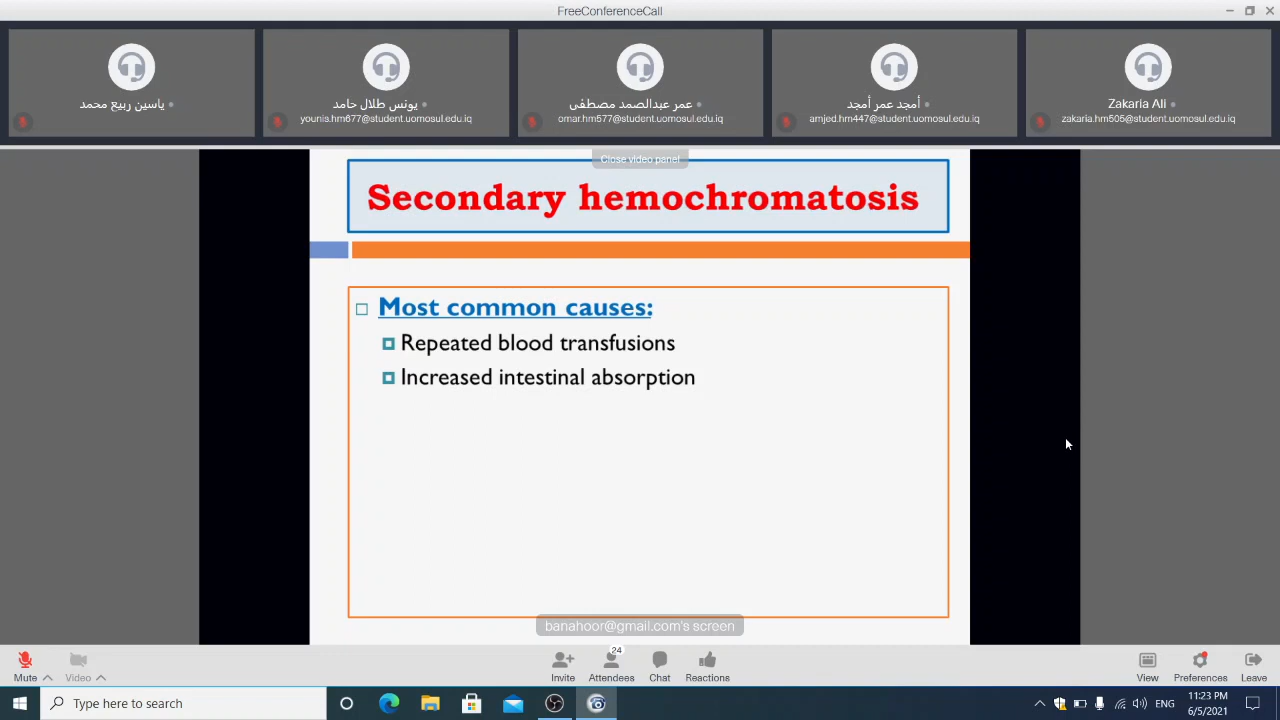 FreeConferenceCall
ياسين ربيع محمد
يونس طلال حامد
younis.hm677@student.uomosul.edu.iq
عمر عبدالصمد مصطفى
omar.hm577@student.uomosul.edu.iq
أمجد عمر أمجد
amjed.hm447@student.uomosul.edu.iq
Zakaria Ali
zakaria.hm505@student.uomosul.edu.iq
Close video panel
Secondary hemochromatosis
Most common causes:
Repeated blood transfusions
Increased intestinal absorption
banahoor@gmail.com's screen
Mute
Video
Invite
24
Attendees
Chat
Reactions
View
Preferences
Leave
Type here to search
ENG
11:23 PM
6/5/2021